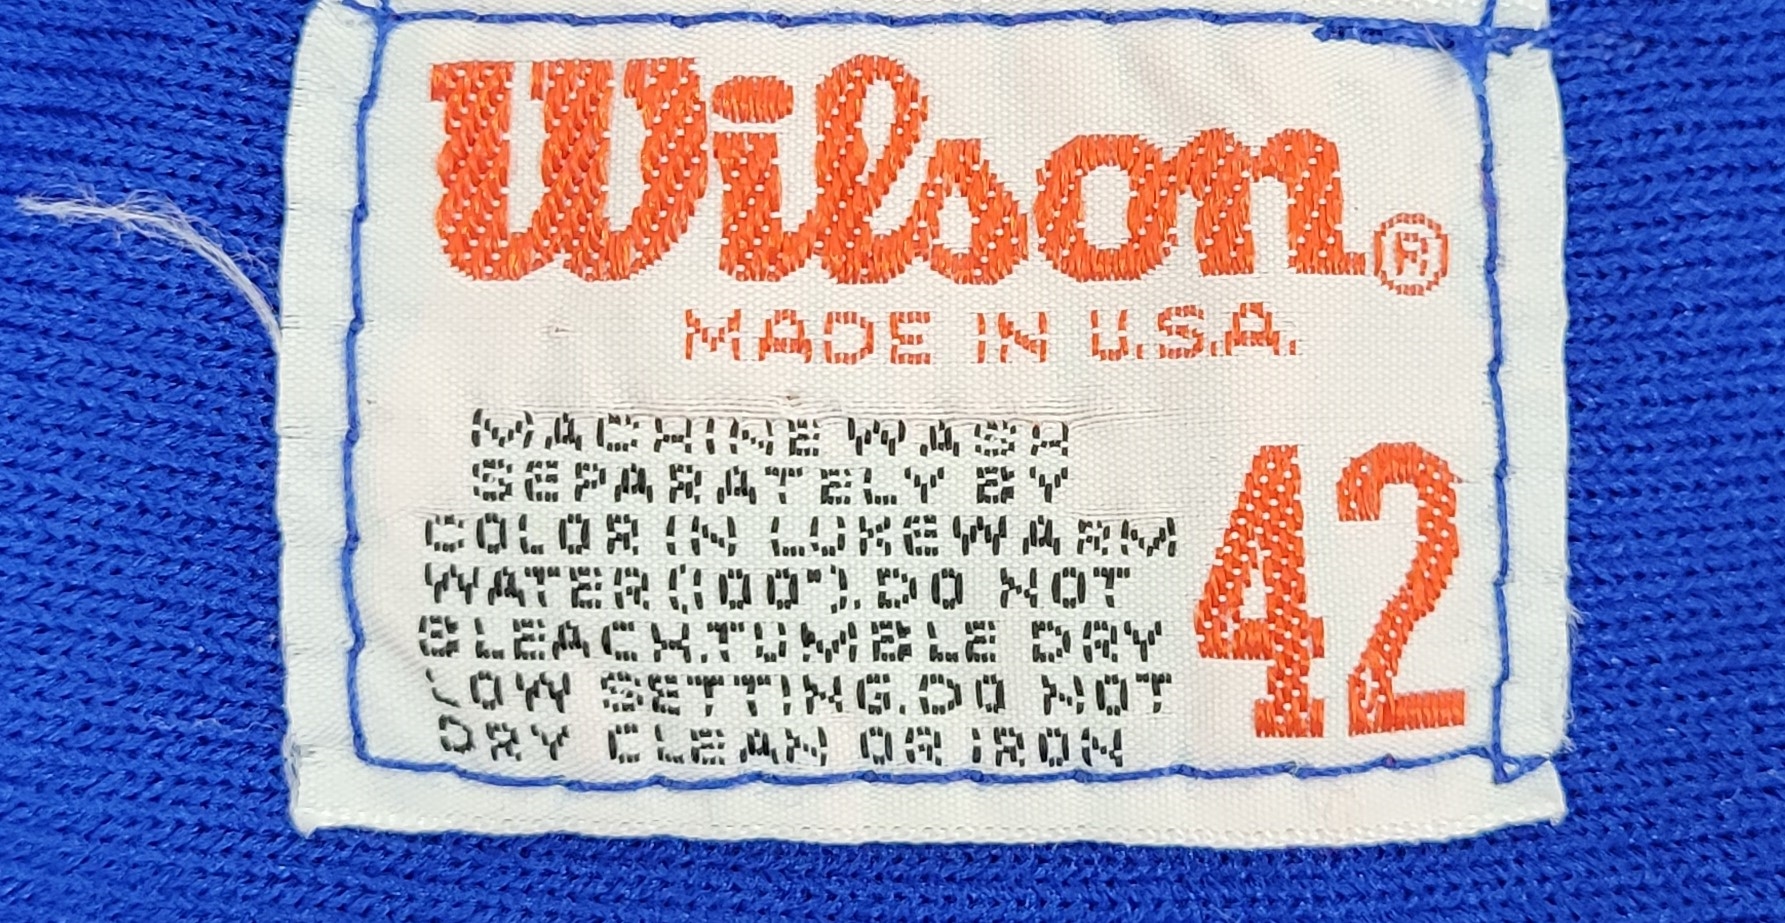 Wilson®
MADE IN U.S.A.
MACHINE WASH
SEPARATELY BY
COLOR IN LUKEWARM
WATER (100°). DO NOT
BLEACH. TUMBLE DRY
LOW SETTING. DO NOT
DRY CLEAN OR IRON
42